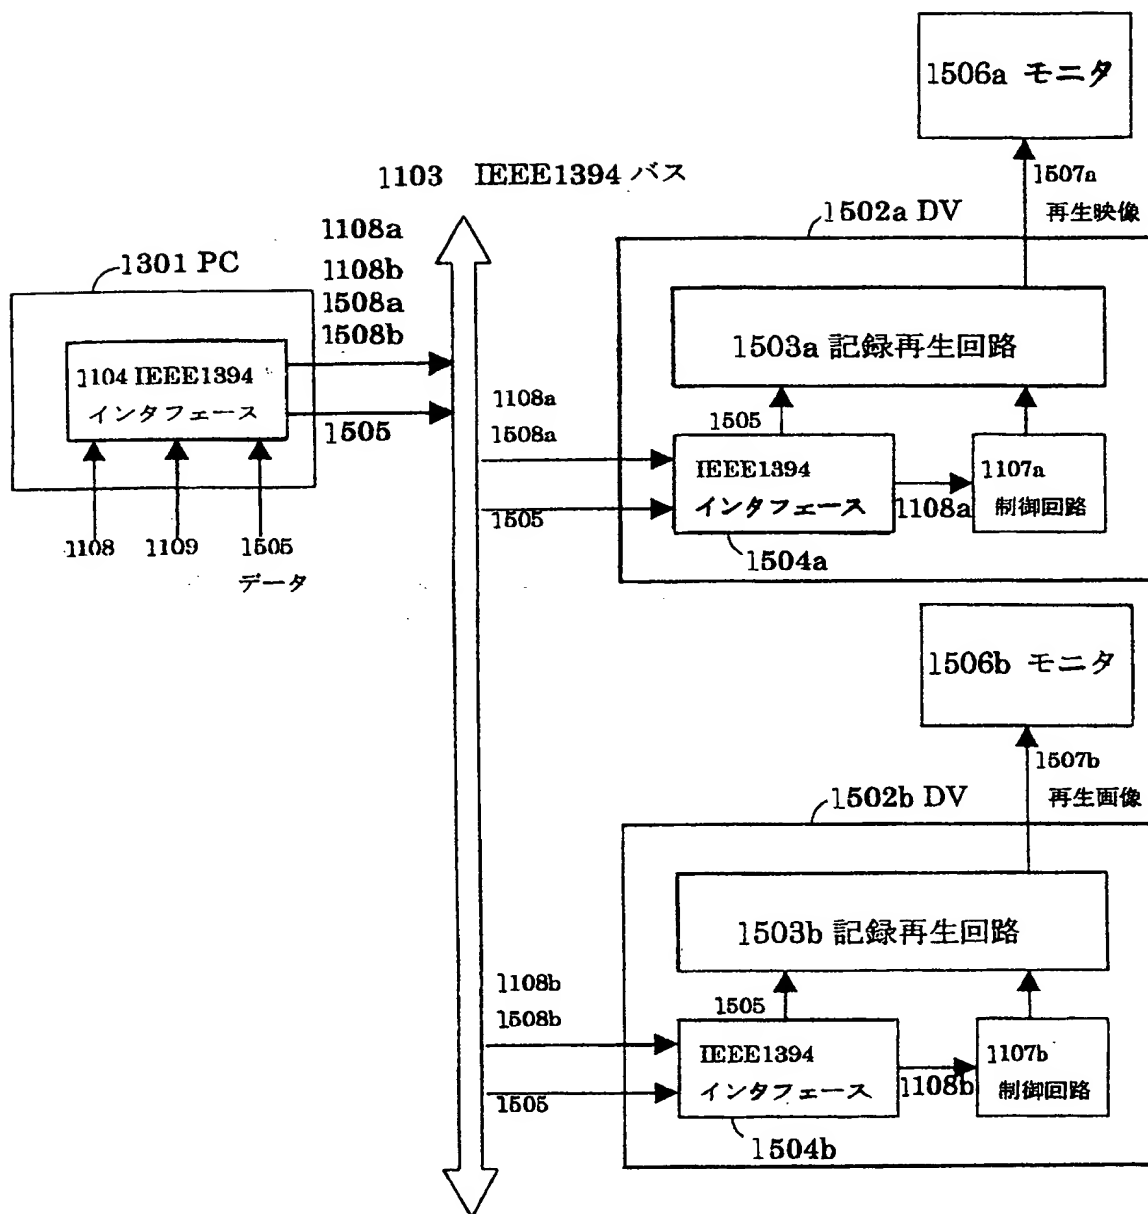 1506a モニタ
1103 IEEE1394 バス
1507a
再生映像
1502a DV
1301 PC
1108a
1108b
1508a
1508b
1503a 記録再生回路
1104 IEEE1394
インタフェース
1505
1108a
1508a
1505
1505
IEEE1394
インタフェース
1108a
1107a
制御回路
1504a
1108
1109
1505
データ
1506b モニタ
1507b
再生画像
1502b DV
1503b 記録再生回路
1108b
1508b
1505
1505
IEEE1394
インタフェース
1108b
1107b
制御回路
1504b